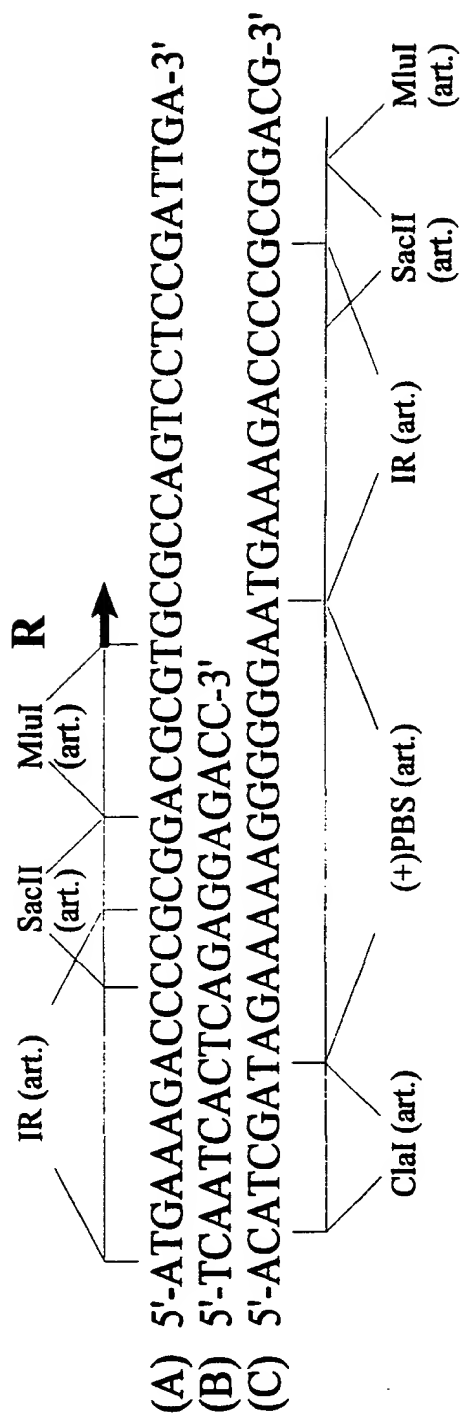 R
IR (art.)
SacII
(art.)
MluI
(art.)
(A) 5'-ATGAAAGACCCCGCGGACGCGTGCGCCAGTCCTCCGATTGA-3'
(B) 5'-TCAATCACTCAGAGGAGACC-3'
(C) 5'-ACATCGATAGAAAAAGGGGGGAATGAAAGACCCCGCGGACG-3'
ClaI (art.)
(+)PBS (art.)
IR (art.)
SacII
(art.)
MluI
(art.)